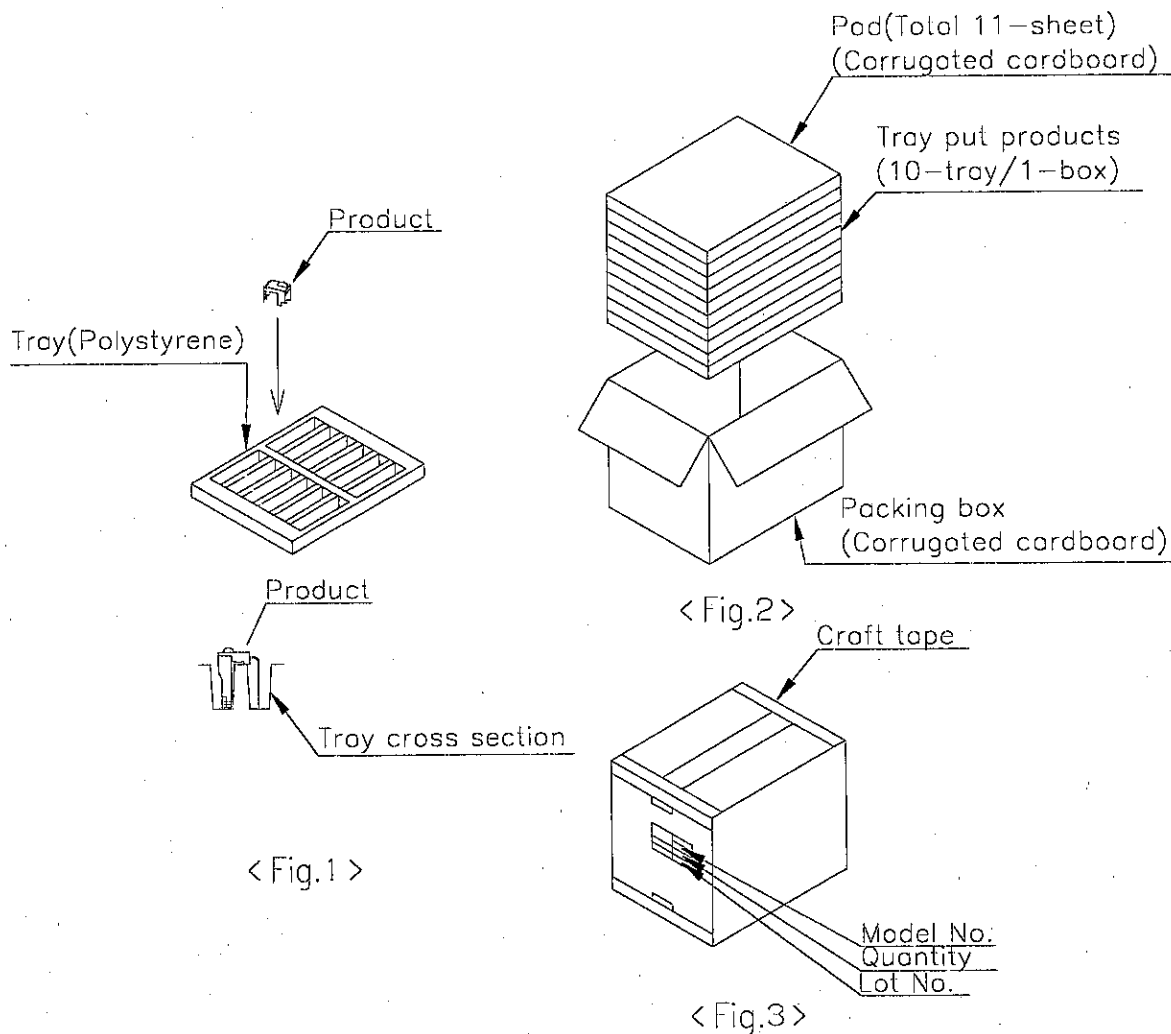 Product
Tray(Polystyrene)
Product
Tray cross section
<Fig.1>
Pad(Total 11-sheet)
(Corrugated cardboard)
Tray put products
(10-tray/1-box)
Packing box
(Corrugated cardboard)
<Fig.2>
Craft tape
Model No.
Quantity
Lot No.
<Fig.3>